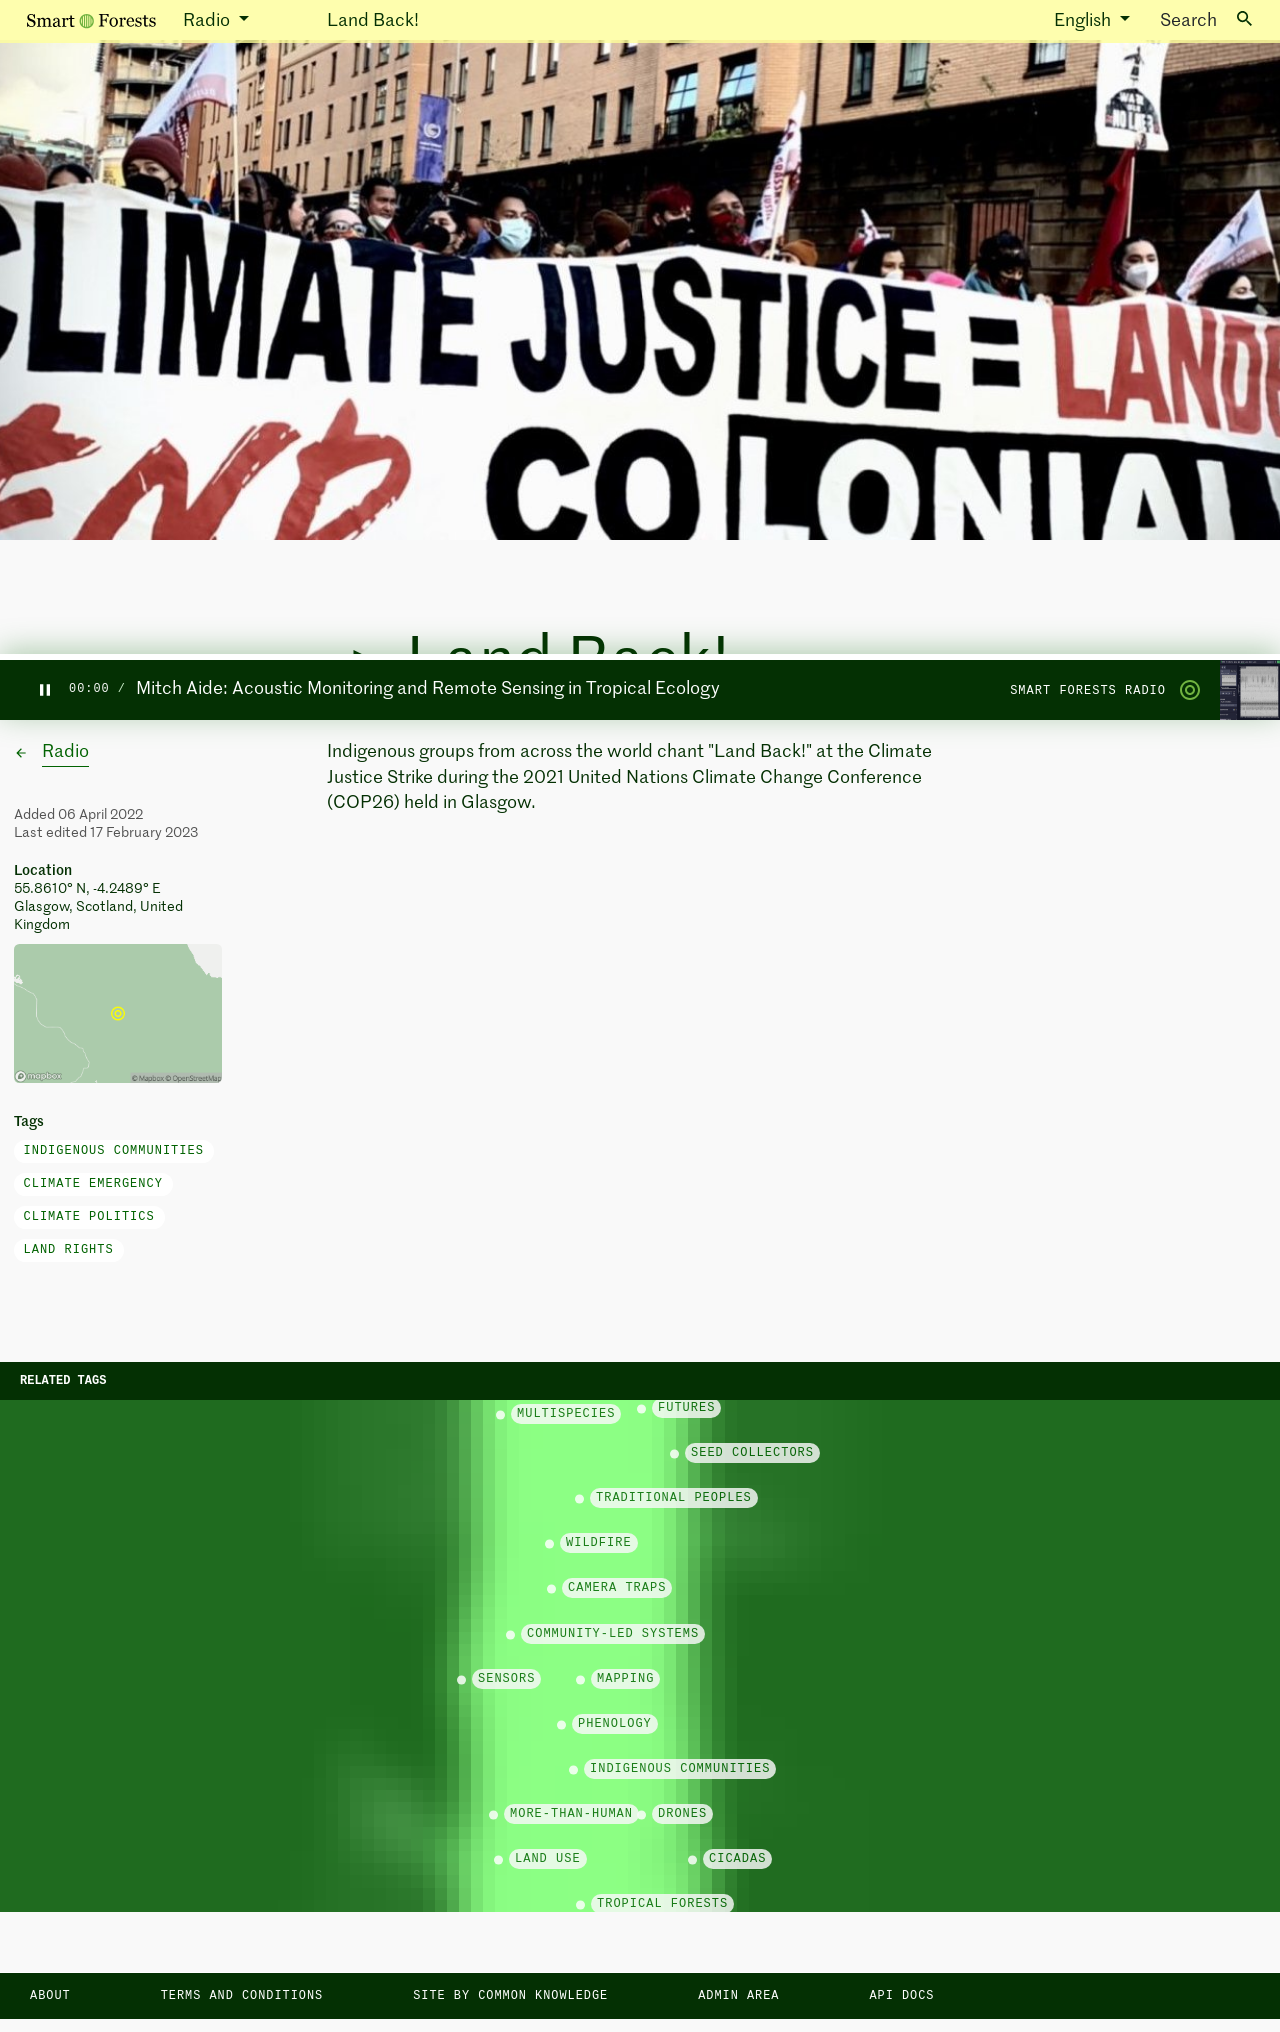 Smart Forests Radio Land Back! English Search
NO LIE
CLIMATE JUSTICE = LAND
END COLONIAL
Land Back!
00:00 / Mitch Aide: Acoustic Monitoring and Remote Sensing in Tropical Ecology SMART FORESTS RADIO
← Radio
Indigenous groups from across the world chant "Land Back!" at the Climate
Justice Strike during the 2021 United Nations Climate Change Conference
(COP26) held in Glasgow.
Added 06 April 2022
Last edited 17 February 2023
Location
55.8610° N, -4.2489° E
Glasgow, Scotland, United
Kingdom
mapbox © Mapbox © OpenStreetMap
Tags
INDIGENOUS COMMUNITIES
CLIMATE EMERGENCY
CLIMATE POLITICS
LAND RIGHTS
RELATED TAGS
MULTISPECIES FUTURES
SEED COLLECTORS
TRADITIONAL PEOPLES
WILDFIRE
CAMERA TRAPS
COMMUNITY-LED SYSTEMS
SENSORS MAPPING
PHENOLOGY
INDIGENOUS COMMUNITIES
MORE-THAN-HUMAN DRONES
LAND USE CICADAS
TROPICAL FORESTS
ABOUT TERMS AND CONDITIONS SITE BY COMMON KNOWLEDGE ADMIN AREA API DOCS